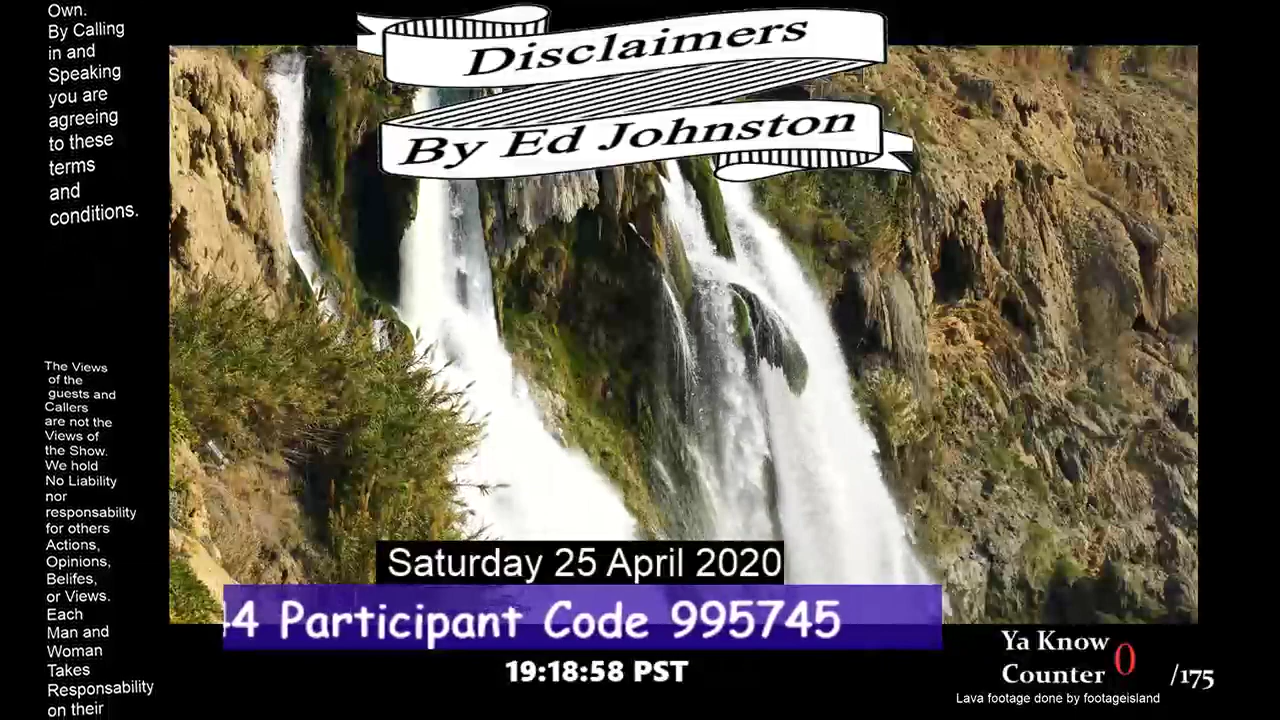 Own.
By Calling
in and
Speaking
you are
agreeing
to these
terms
and
conditions.
The Views
of the
guests and
Callers
are not the
Views of
the Show.
We hold
No Liability
nor
responsability
for others
Actions,
Opinions,
Belifes,
or Views.
Each
Man and
Woman
Takes
Responsability
on their
Disclaimers
By Ed Johnston
Saturday 25 April 2020
4 Participant Code 995745
19:18:58 PST
Ya Know
Counter 0 /175
Lava footage done by footageisland